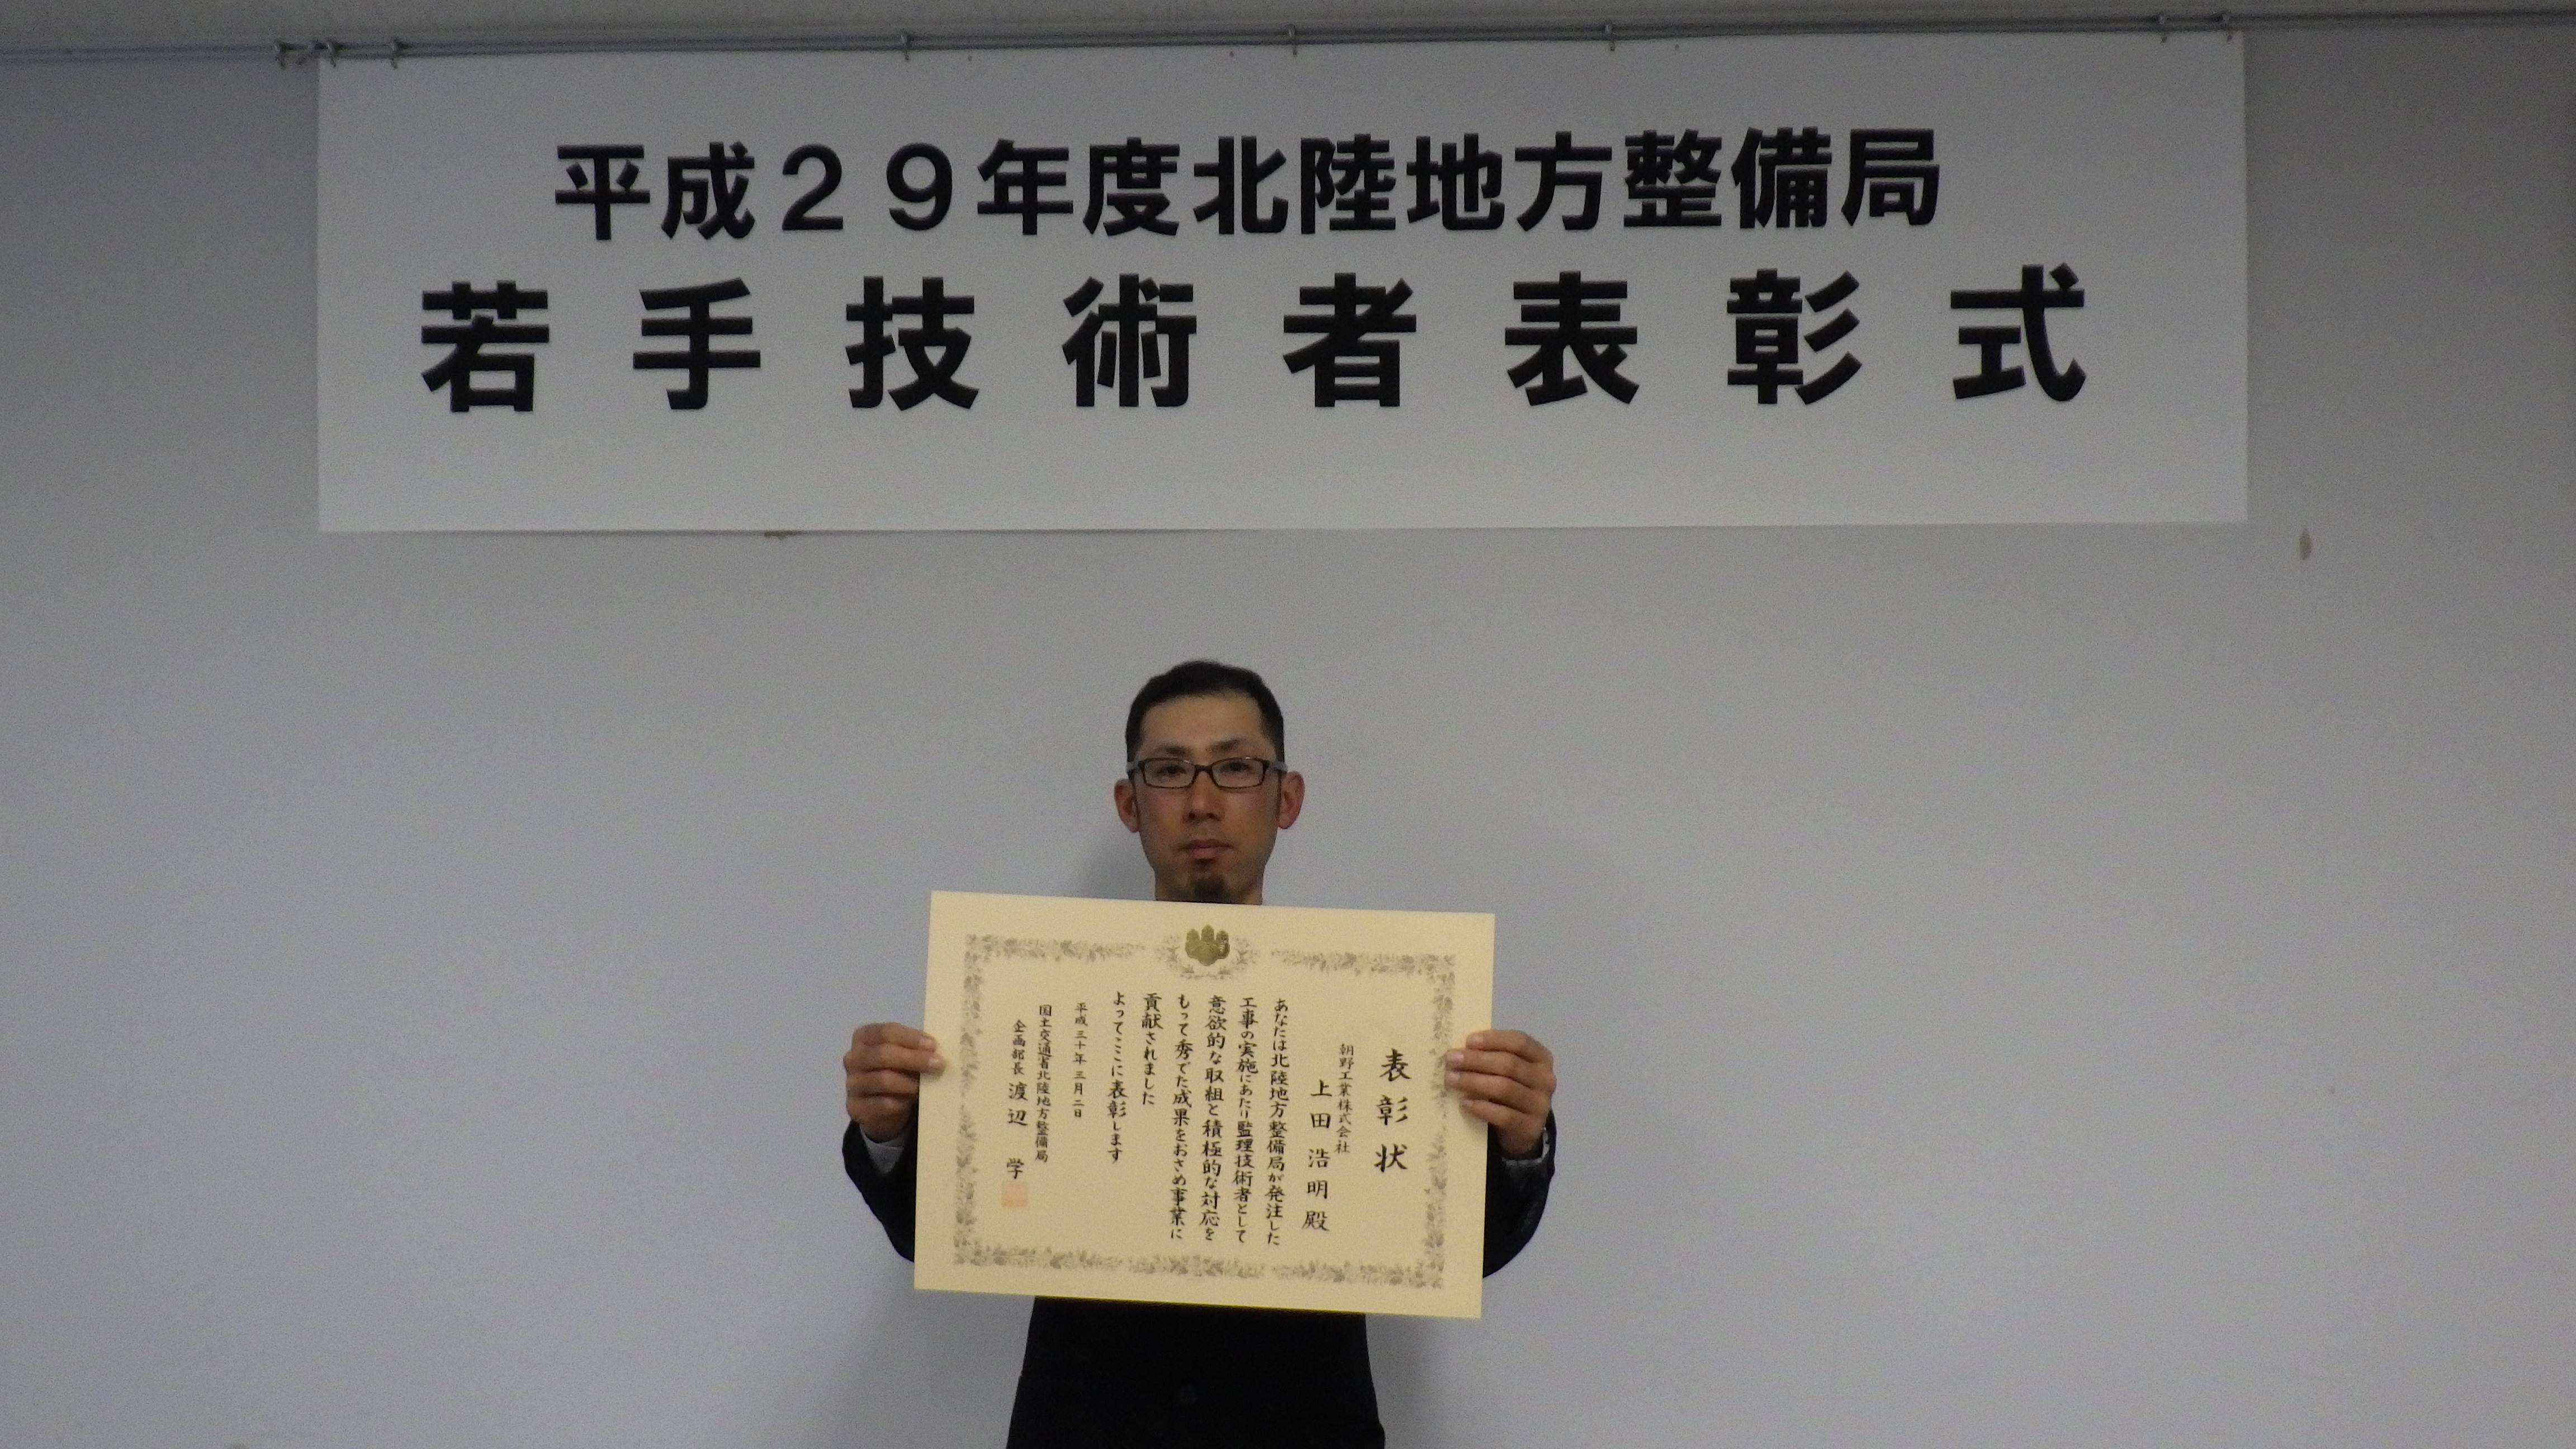 平成29年度北陸地方整備局
若手技術者表彰式
表彰状
朝野工業株式会社
上田浩明殿
あなたは北陸地方整備局が発注した
工事の実施にあたり監理技術者として
意欲的な取組と積極的な対応を
もって秀でた成果をおさめ事業に
貢献されました
よってここに表彰します
平成三十年三月二日
国土交通省北陸地方整備局
企画部長 渡辺 学